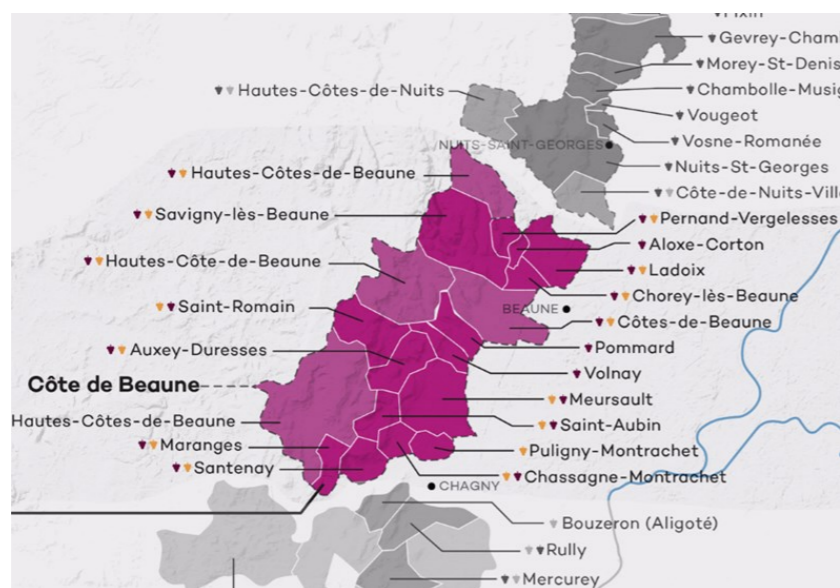 Gevrey-Chamb
Morey-St-Denis
Hautes-Côtes-de-Nuits
Chambolle-Musig
Vougeot
NUITS-SAINT-GEORGES
Vosne-Romanée
Nuits-St-Georges
Hautes-Côtes-de-Beaune
Côte-de-Nuits-Ville
Savigny-lès-Beaune
Pernand-Vergelesses
Aloxe-Corton
Hautes-Côte-de-Beaune
Ladoix
Chorey-lès-Beaune
Saint-Romain
BEAUNE
Côtes-de-Beaune
Auxey-Duresses
Pommard
Volnay
Côte de Beaune
Meursault
Hautes-Côtes-de-Beaune
Saint-Aubin
Maranges
Puligny-Montrachet
Santenay
Chassagne-Montrachet
CHAGNY
Bouzeron (Aligoté)
Rully
Mercurey